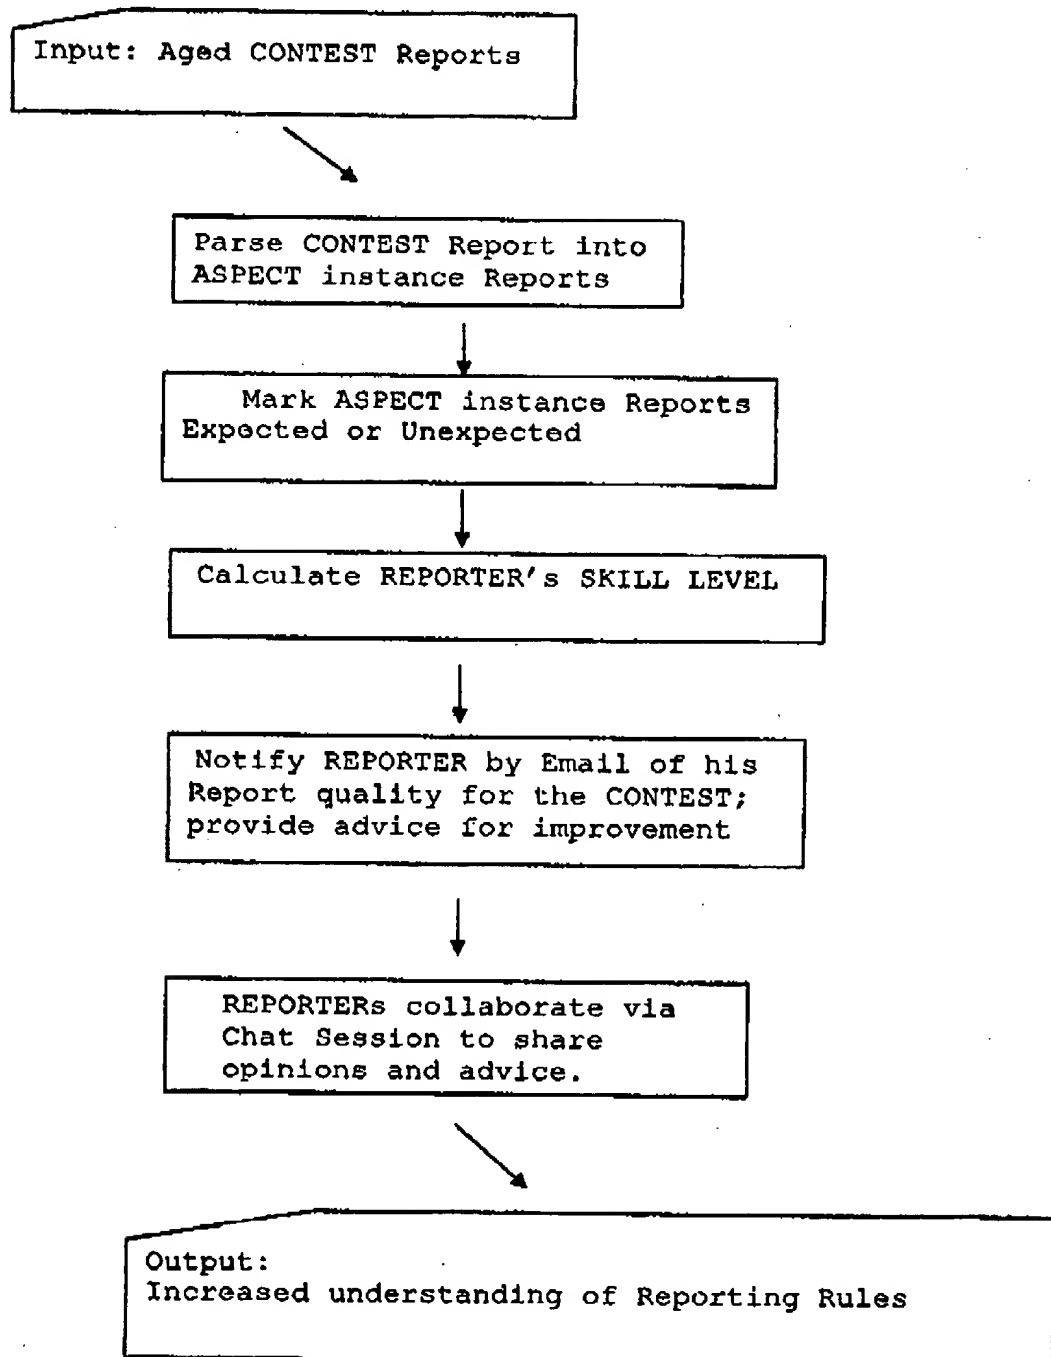 Input: Aged CONTEST Reports
Parse CONTEST Report into
ASPECT instance Reports
Mark ASPECT instance Reports
Expected or Unexpected
Calculate REPORTER's SKILL LEVEL
Notify REPORTER by Email of his
Report quality for the CONTEST;
provide advice for improvement
REPORTERs collaborate via
Chat Session to share
opinions and advice.
Output:
Increased understanding of Reporting Rules